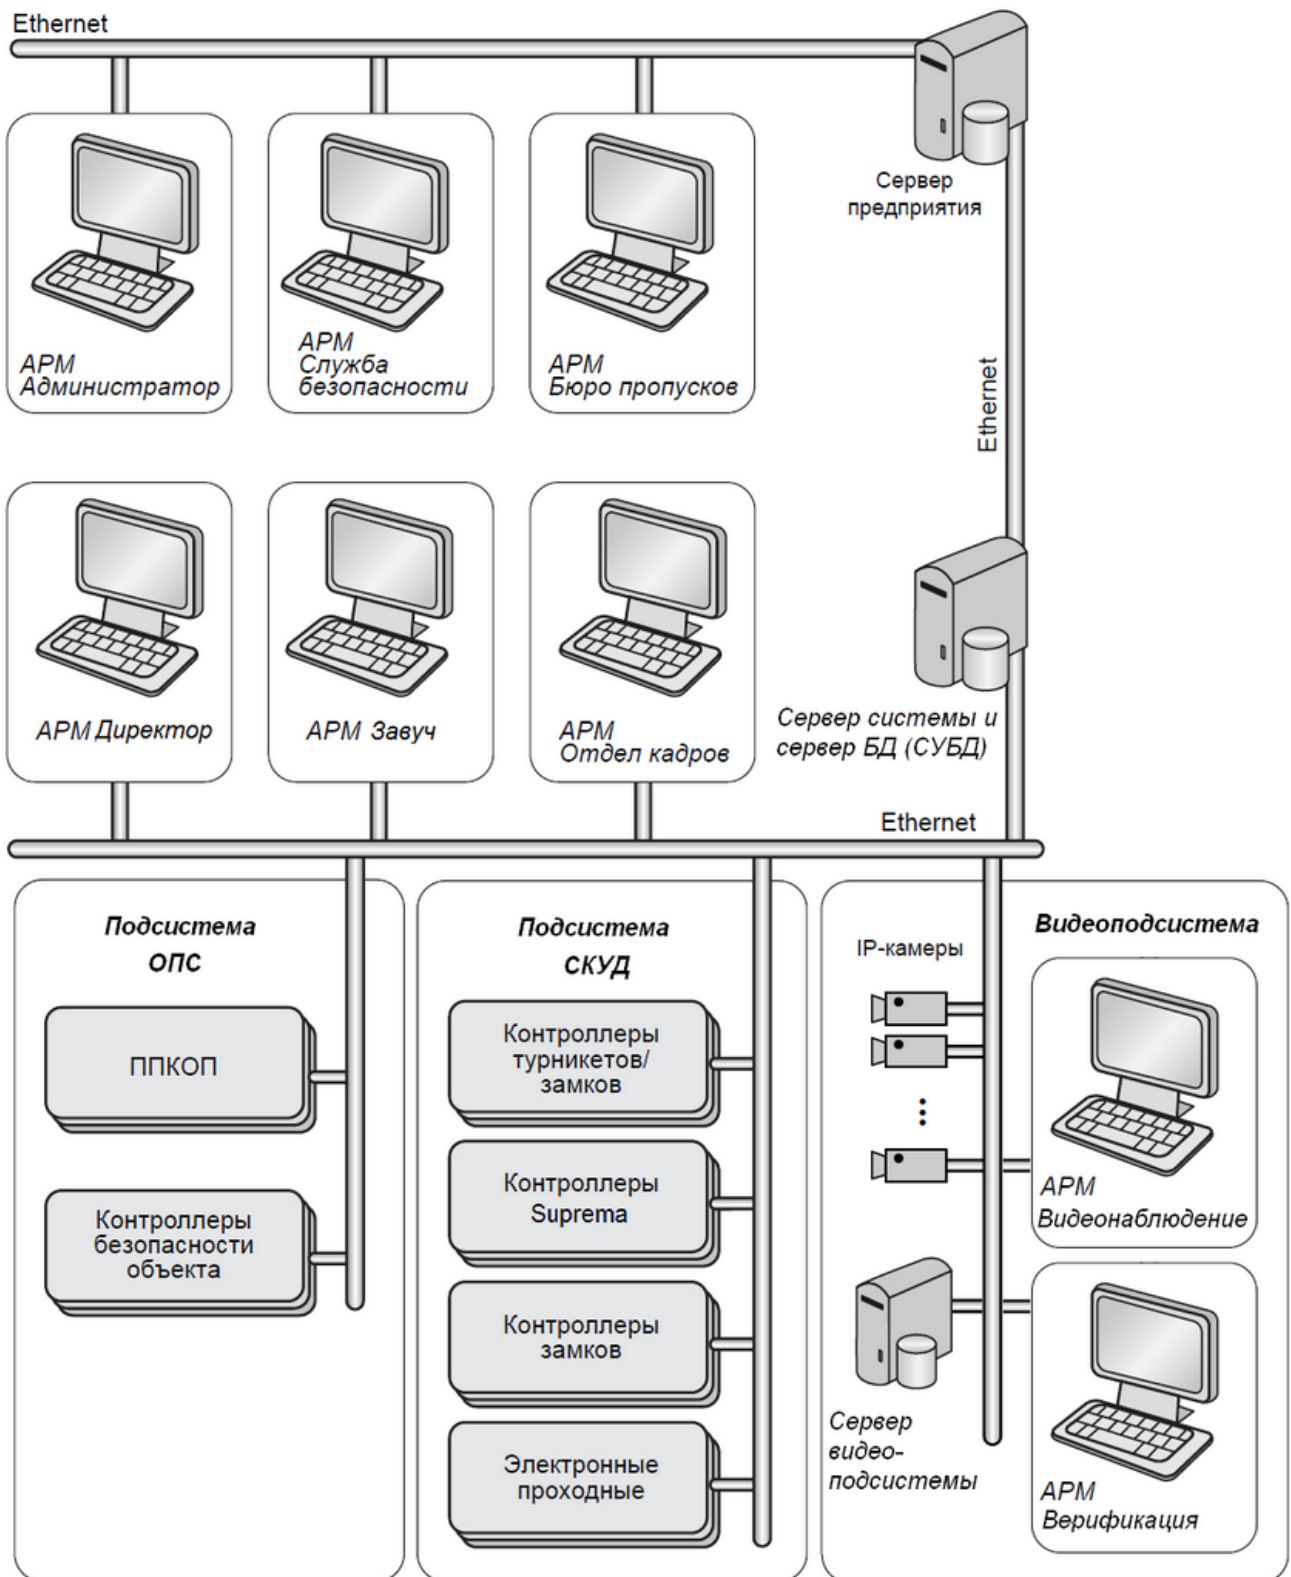 Ethernet
Сервер
предприятия
АРМ
Администратор
АРМ
Служба
безопасности
АРМ
Бюро пропусков
Ethernet
АРМ Директор
АРМ Завуч
АРМ
Отдел кадров
Сервер системы и
сервер БД (СУБД)
Ethernet
Подсистема
ОПС
ППКОП
Контроллеры
безопасности
объекта
Подсистема
СКУД
Контроллеры
турникетов/
замков
Контроллеры
Suprema
Контроллеры
замков
Электронные
проходные
Видеоподсистема
IP-камеры
АРМ
Видеонаблюдение
Сервер
видео-
подсистемы
АРМ
Верификация